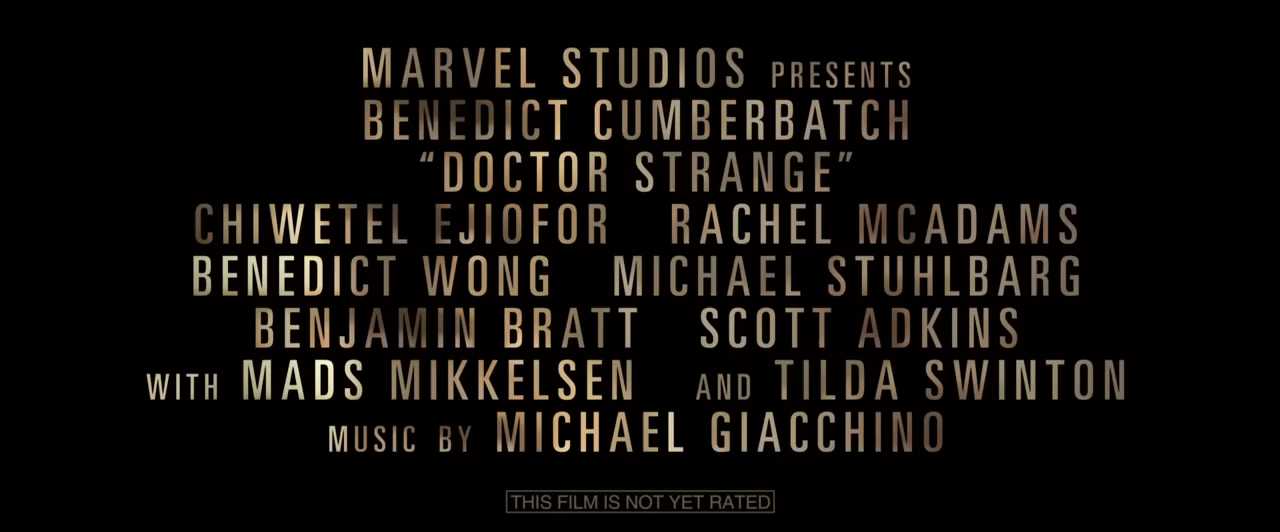 MARVEL STUDIOS PRESENTS
BENEDICT CUMBERBATCH
“DOCTOR STRANGE”
CHIWETEL EJIOFOR RACHEL MCADAMS
BENEDICT WONG MICHAEL STUHLBARG
BENJAMIN BRATT SCOTT ADKINS
WITH MADS MIKKELSEN AND TILDA SWINTON
MUSIC BY MICHAEL GIACCHINO
THIS FILM IS NOT YET RATED